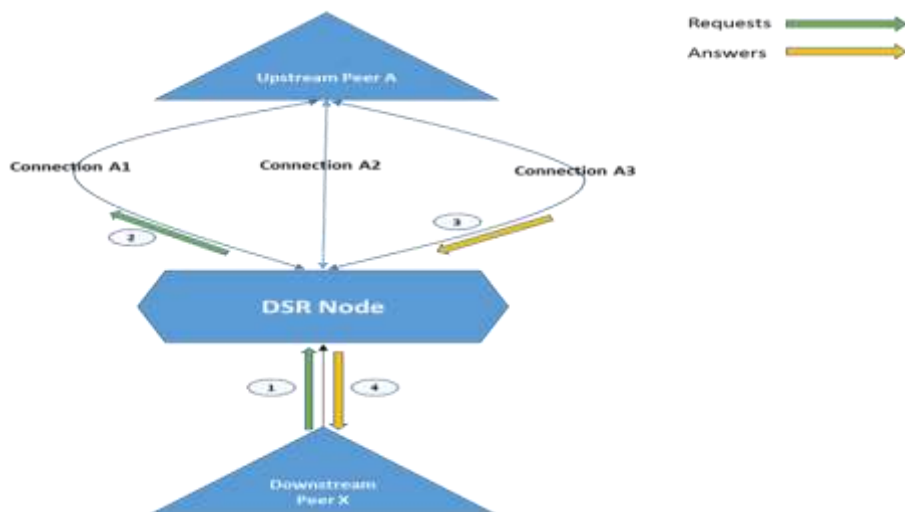 Requests
Answers
Upstream Peer A
Connection A1
Connection A2
Connection A3
2
3
DSR Node
1
4
Downstream
Peer X